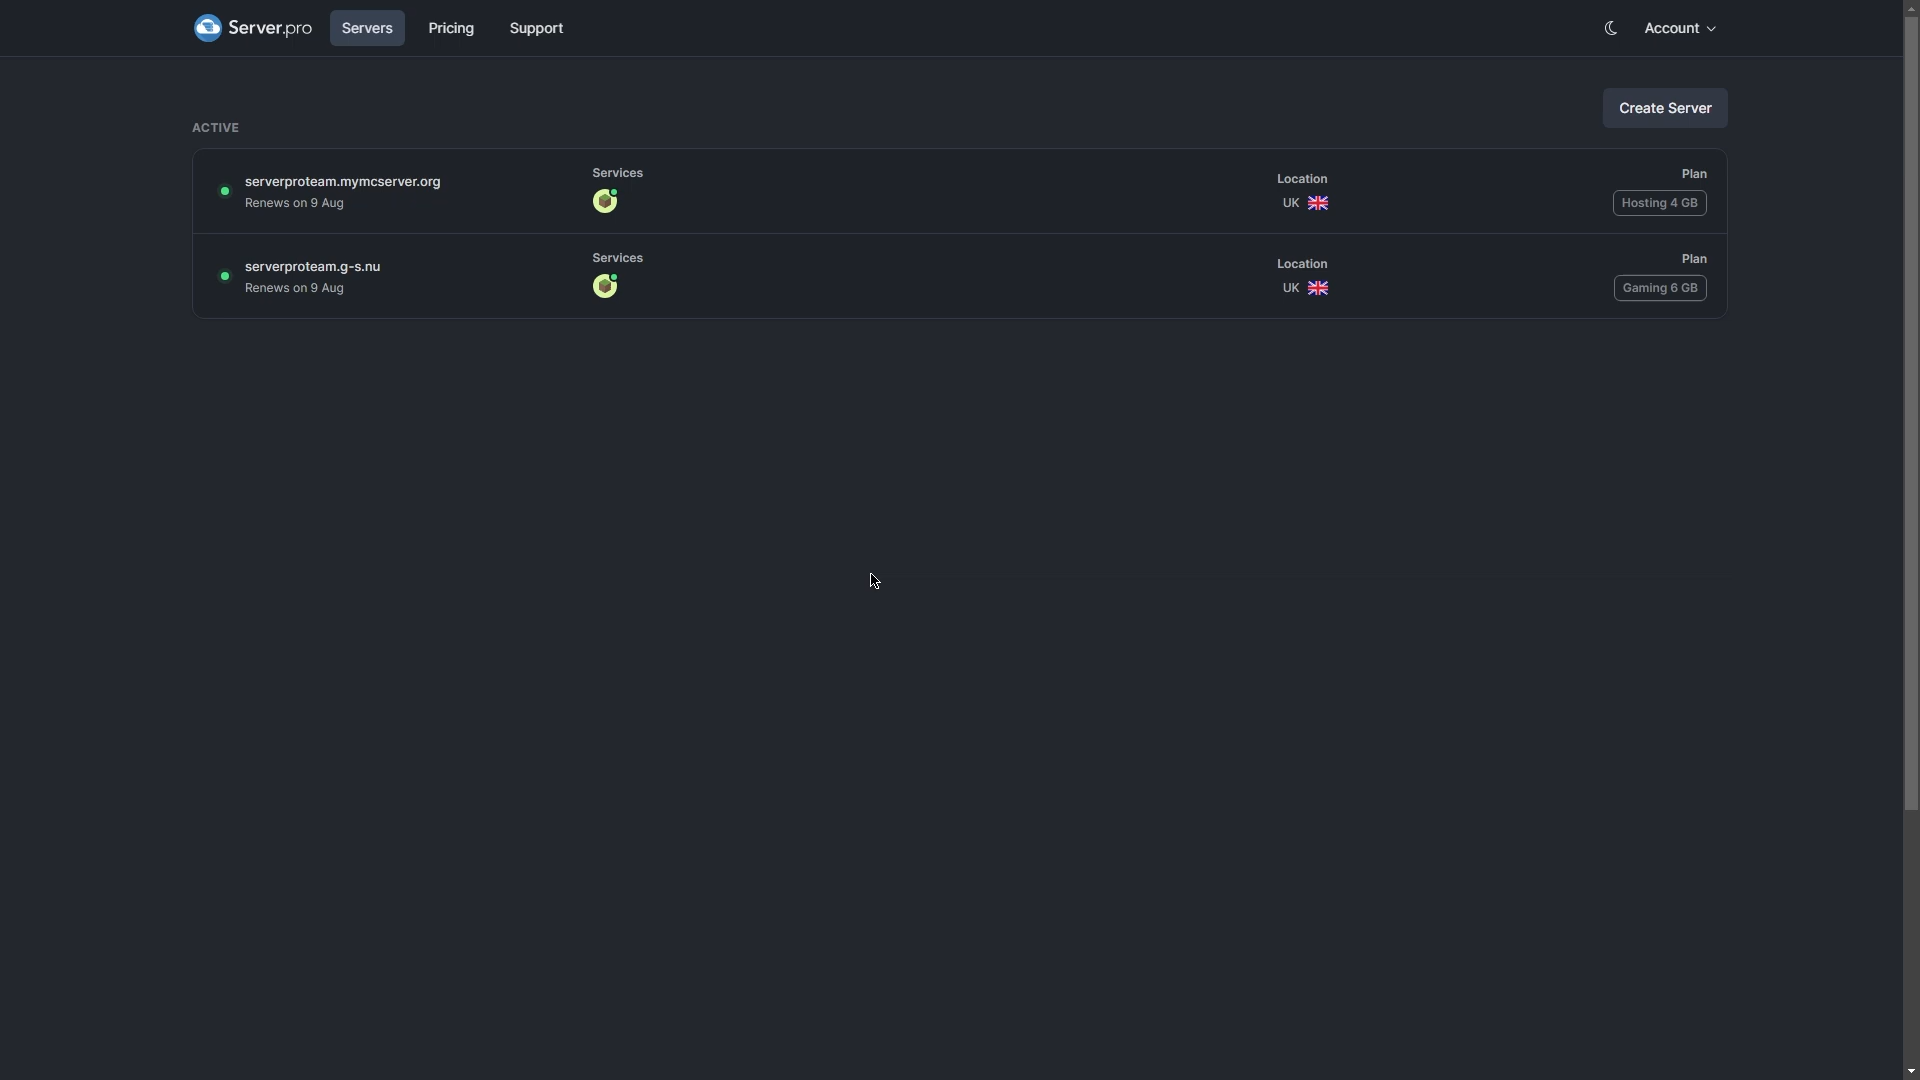 Server.pro Servers Pricing Support Account
Create Server
ACTIVE
serverproteam.mymcserver.org
Renews on 9 Aug
Services
Location
UK
Plan
Hosting 4 GB
serverproteam.g-s.nu
Renews on 9 Aug
Services
Location
UK
Plan
Gaming 6 GB